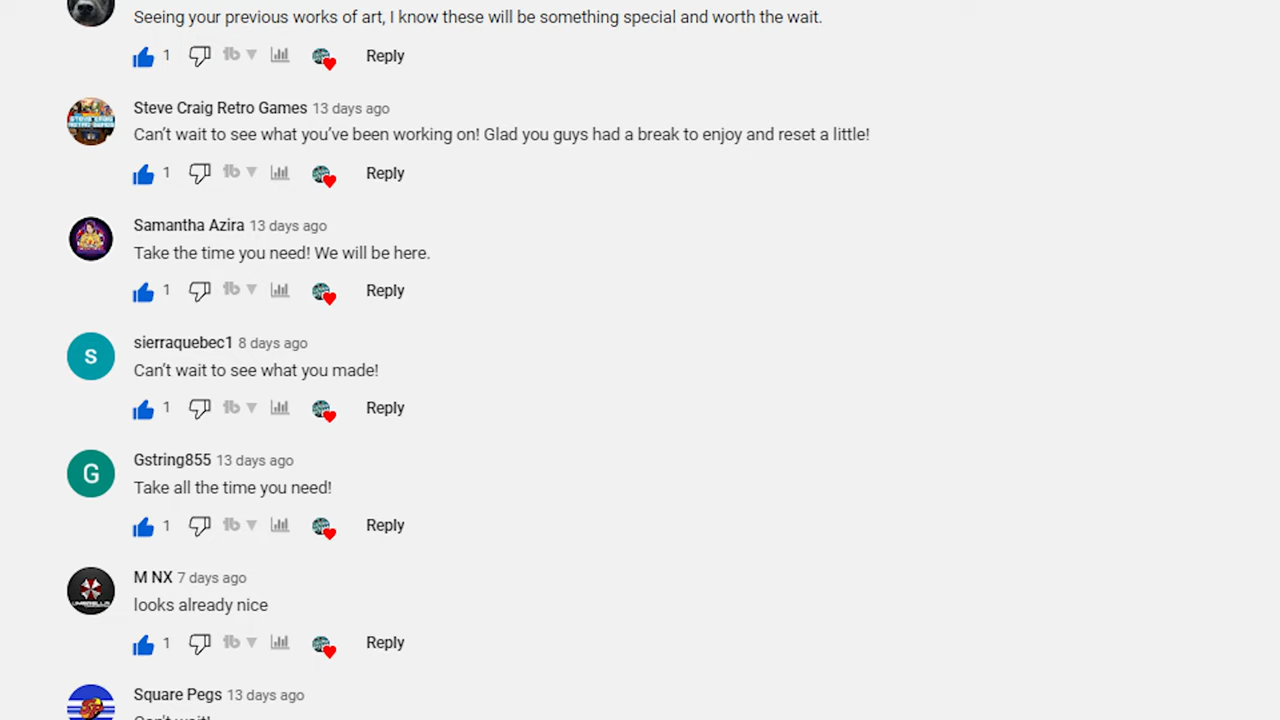 Seeing your previous works of art, I know these will be something special and worth the wait.
1 Reply
Steve Craig Retro Games 13 days ago
Can’t wait to see what you’ve been working on! Glad you guys had a break to enjoy and reset a little!
1 Reply
Samantha Azira 13 days ago
Take the time you need! We will be here.
1 Reply
S
sierraquebec1 8 days ago
Can’t wait to see what you made!
1 Reply
G
Gstring855 13 days ago
Take all the time you need!
1 Reply
M NX 7 days ago
looks already nice
1 Reply
Square Pegs 13 days ago
Can't wait!